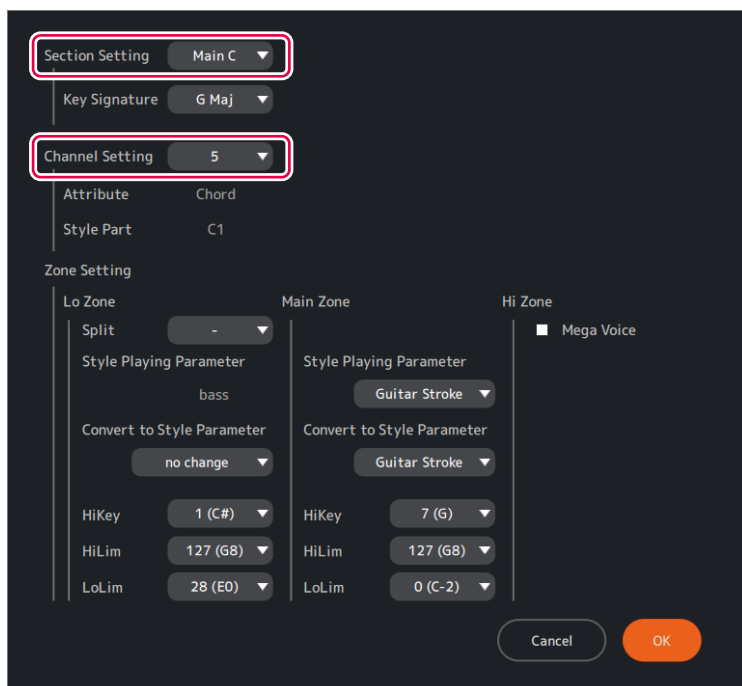 Section Setting Main C
Key Signature G Maj
Channel Setting 5
Attribute Chord
Style Part C1
Zone Setting
Lo Zone Main Zone Hi Zone
Split - Mega Voice
Style Playing Parameter Style Playing Parameter
bass Guitar Stroke
Convert to Style Parameter Convert to Style Parameter
no change Guitar Stroke
HiKey 1 (C#) HiKey 7 (G)
HiLim 127 (G8) HiLim 127 (G8)
LoLim 28 (E0) LoLim 0 (C-2)
Cancel OK